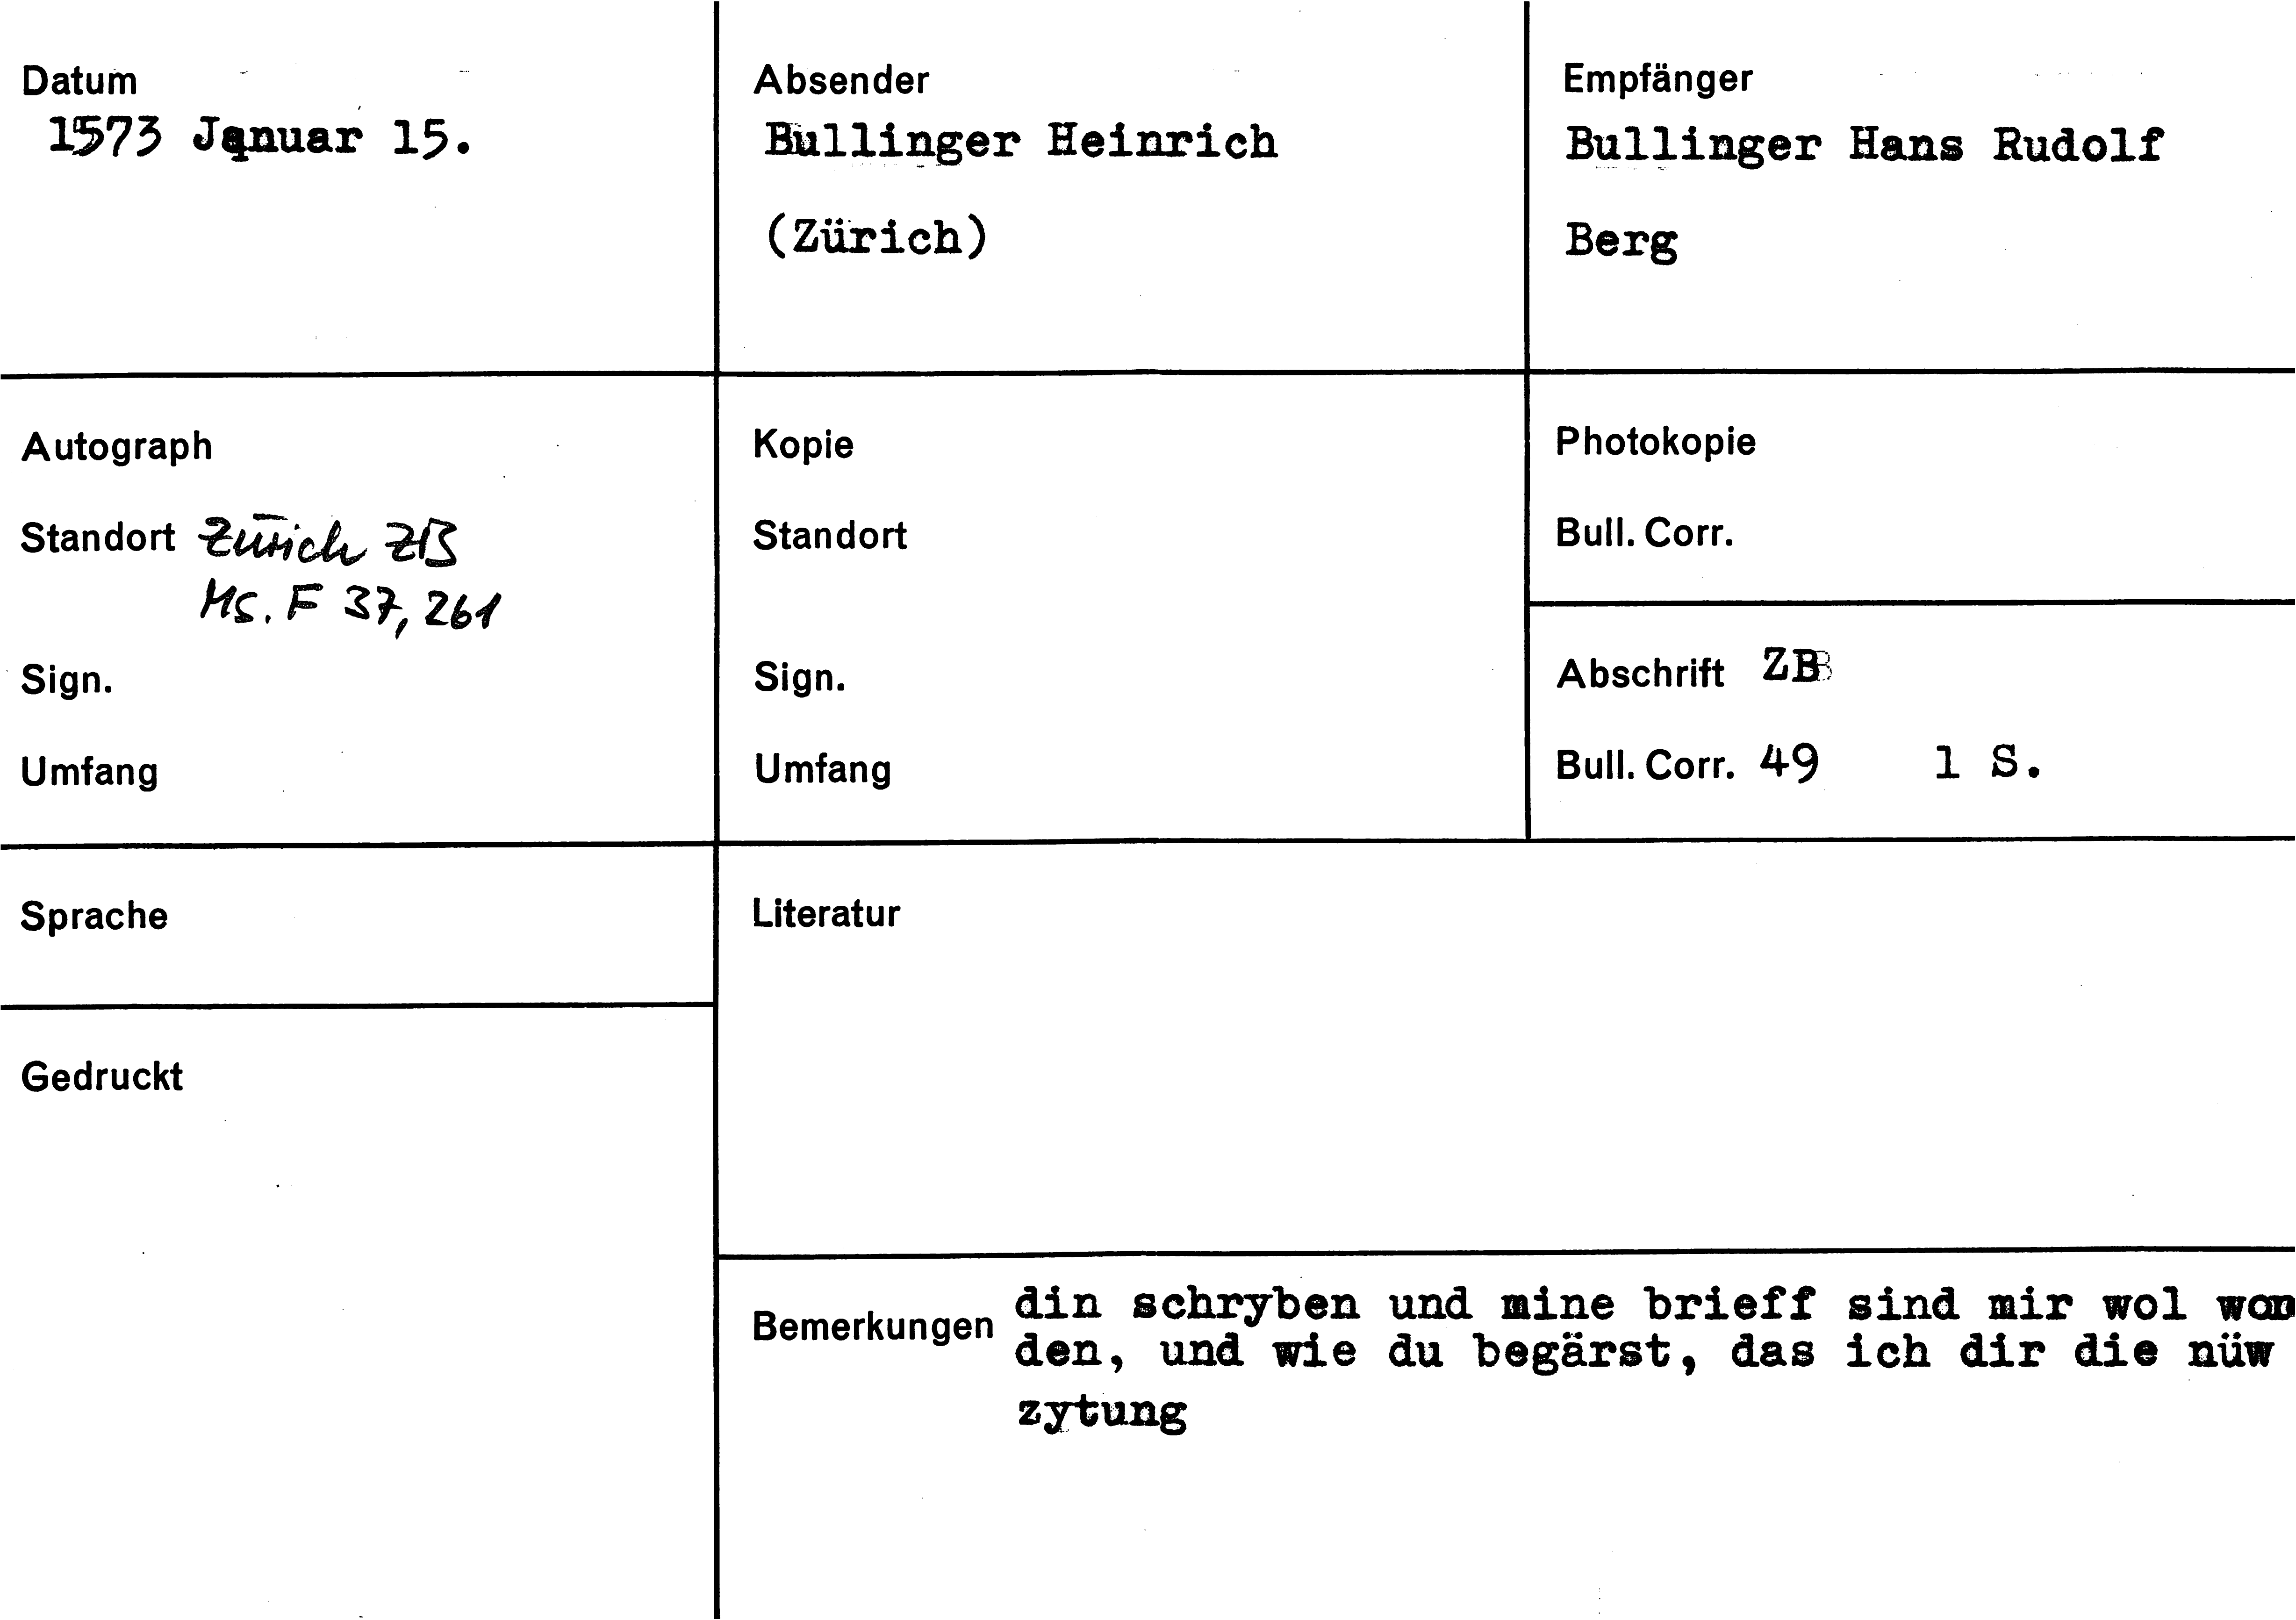 Datum
1573 Januar 15.
Absender
Bullinger Heinrich
(Zürich)
Empfänger
Bullinger Hans Rudolf
Berg
Autograph
Standort Zürich ZB
Ms. F 37, 261
Sign.
Umfang
Kopie
Standort
Sign.
Umfang
Photokopie
Bull. Corr.
Abschrift ZB
Bull. Corr. 49 1 S.
Sprache
Gedruckt
Literatur
Bemerkungen
din schryben und mine brieff sind mir wol
den, und wie du begärst, das ich dir die nüw
zytung